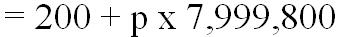 = 200 + p x 7,999,800